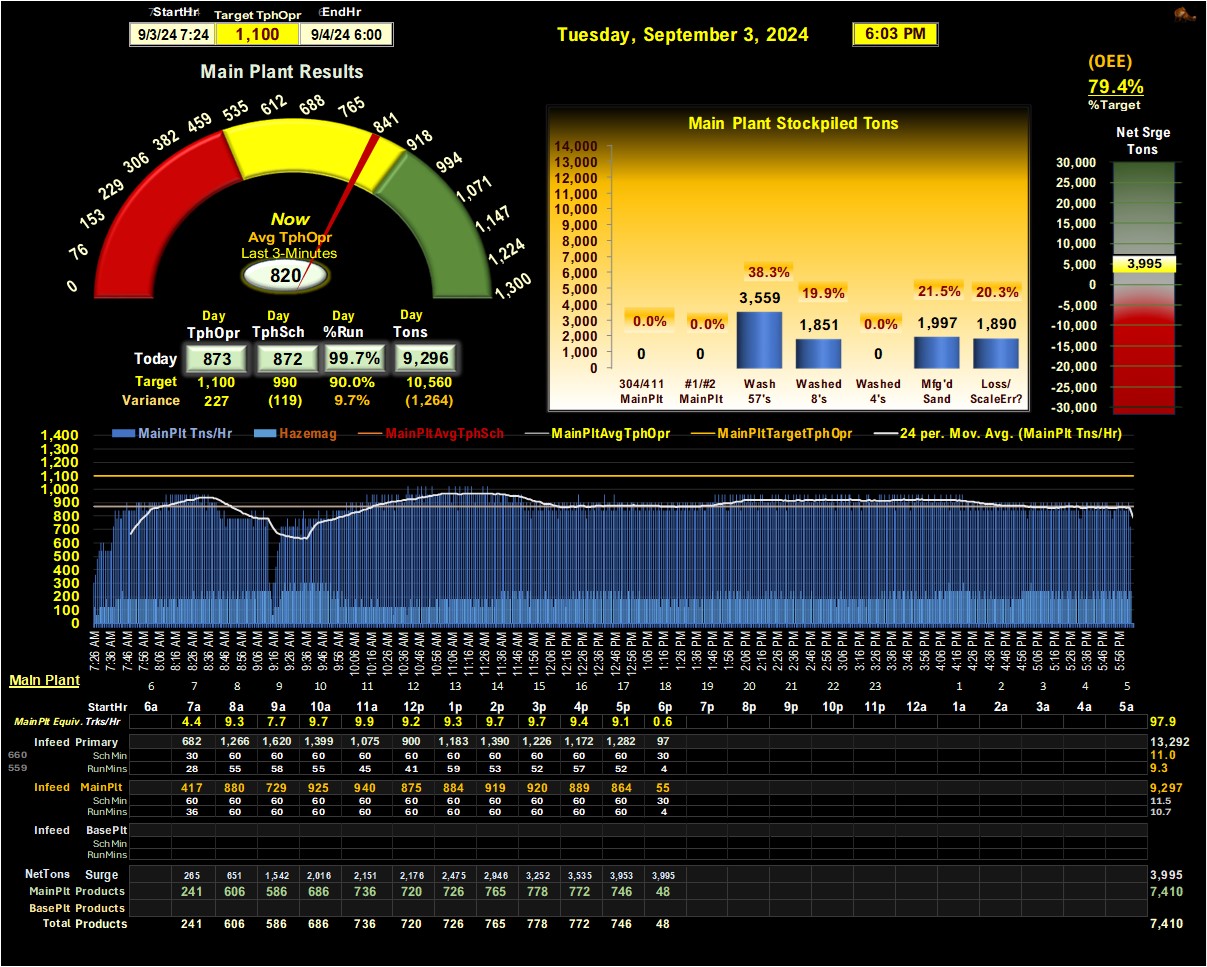 StartHr Target TphOpr EndHr
9/3/24 7:24 1,100 9/4/24 6:00
Tuesday, September 3, 2024 6:03 PM
(OEE)
79.4%
%Target
Main Plant Results
0 76 153 229 306 382 459 535 612 688 765 841 918 994 1,071 1,147 1,224 1,300
Now
Avg TphOpr
Last 3-Minutes
820
Day Day Day Day
TphOpr TphSch %Run Tons
Today 873 872 99.7% 9,296
Target 1,100 990 90.0% 10,560
Variance 227 (119) 9.7% (1,264)
Main Plant Stockpiled Tons
14,000
13,000
12,000
11,000
10,000
9,000
8,000
7,000
6,000
5,000
4,000
3,000
2,000
1,000
0
0.0% 0.0% 38.3% 19.9% 0.0% 21.5% 20.3%
0 0 3,559 1,851 0 1,997 1,890
304/411 #1/#2 Wash Washed Washed Mfg'd Loss/
MainPlt MainPlt 57's 8's 4's Sand ScaleErr?
Net Srge
Tons
30,000
25,000
20,000
15,000
10,000
5,000
0
-5,000
-10,000
-15,000
-20,000
-25,000
-30,000
3,995
MainPlt Tns/Hr Hazemag MainPltAvgTphSch MainPltAvgTphOpr MainPltTargetTphOpr 24 per. Mov. Avg. (MainPlt Tns/Hr)
1,400
1,300
1,200
1,100
1,000
900
800
700
600
500
400
300
200
100
0
7:26 AM 7:36 AM 7:46 AM 7:56 AM 8:06 AM 8:16 AM 8:26 AM 8:36 AM 8:46 AM 8:56 AM 9:06 AM 9:16 AM 9:26 AM 9:36 AM 9:46 AM 9:56 AM 10:06 AM 10:16 AM 10:26 AM 10:36 AM 10:46 AM 10:56 AM 11:06 AM 11:16 AM 11:26 AM 11:36 AM 11:46 AM 11:56 AM 12:06 PM 12:16 PM 12:26 PM 12:36 PM 12:46 PM 12:56 PM 1:06 PM 1:16 PM 1:26 PM 1:36 PM 1:46 PM 1:56 PM 2:06 PM 2:16 PM 2:26 PM 2:36 PM 2:46 PM 2:56 PM 3:06 PM 3:16 PM 3:26 PM 3:36 PM 3:46 PM 3:56 PM 4:06 PM 4:16 PM 4:26 PM 4:36 PM 4:46 PM 4:56 PM 5:06 PM 5:16 PM 5:26 PM 5:36 PM 5:46 PM 5:56 PM
Main Plant
6 7 8 9 10 11 12 13 14 15 16 17 18 19 20 21 22 23 1 2 3 4 5
StartHr 6a 7a 8a 9a 10a 11a 12p 1p 2p 3p 4p 5p 6p 7p 8p 9p 10p 11p 12a 1a 2a 3a 4a 5a
MainPlt Equiv. Trks/Hr 4.4 9.3 7.7 9.7 9.9 9.2 9.3 9.7 9.7 9.4 9.1 0.6 97.9
Infeed Primary 682 1,266 1,620 1,399 1,075 900 1,183 1,390 1,226 1,172 1,282 97 13,292
660 Sch Min 30 60 60 60 60 60 60 60 60 60 60 30 11.0
559 RunMins 28 55 58 55 45 41 59 53 52 57 52 4 9.3
Infeed MainPlt 417 880 729 925 940 875 884 919 920 889 864 55 9,297
Sch Min 60 60 60 60 60 60 60 60 60 60 60 30 11.5
RunMins 36 60 60 60 60 60 60 60 60 60 60 4 10.7
Infeed BasePlt
Sch Min
RunMins
NetTons Surge 265 651 1,542 2,016 2,151 2,176 2,475 2,946 3,252 3,535 3,953 3,995 3,995
MainPlt Products 241 606 586 686 736 720 726 765 778 772 746 48 7,410
BasePlt Products
Total Products 241 606 586 686 736 720 726 765 778 772 746 48 7,410